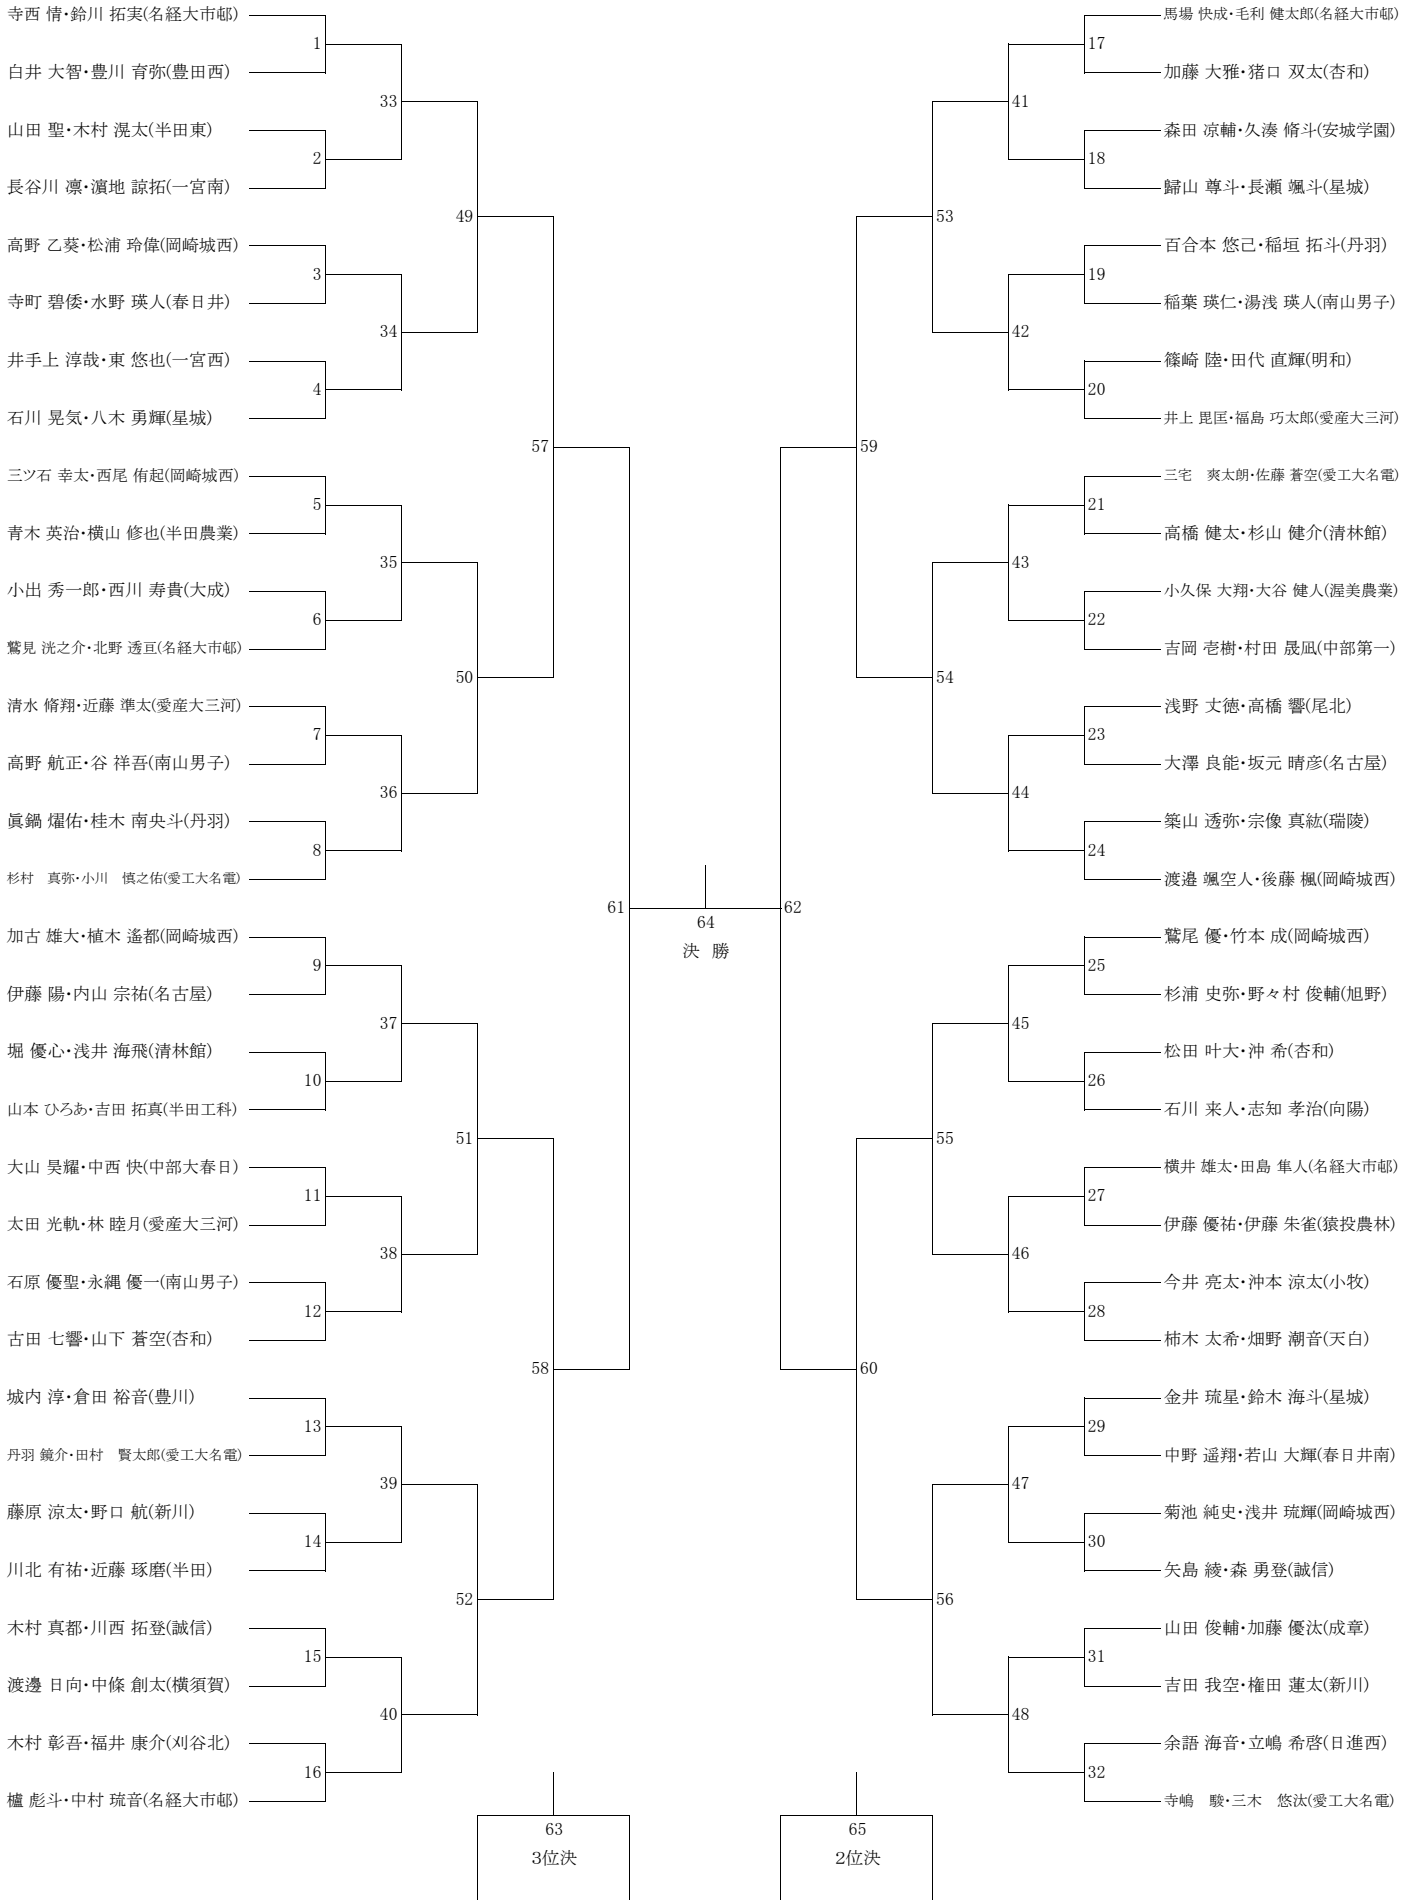 寺西 情・鈴川 拓実(名経大市邨)
1
白井 大智・豊川 育弥(豊田西)
33
山田 聖・木村 滉太(半田東)
2
長谷川 凛・濵地 諒拓(一宮南)
49
高野 乙葵・松浦 玲偉(岡崎城西)
3
寺町 碧倭・水野 瑛人(春日井)
34
井手上 淳哉・東 悠也(一宮西)
4
石川 晃気・八木 勇輝(星城)
57
三ツ石 幸太・西尾 侑起(岡崎城西)
5
青木 英治・横山 修也(半田農業)
35
小出 秀一郎・西川 寿貴(大成)
6
鷲見 洸之介・北野 透亘(名経大市邨)
50
清水 脩翔・近藤 準太(愛産大三河)
7
高野 航正・谷 祥吾(南山男子)
36
眞鍋 燿佑・桂木 南央斗(丹羽)
8
杉村　真弥・小川　慎之佑(愛工大名電)
61
加古 雄大・植木 遙都(岡崎城西)
9
伊藤 陽・内山 宗祐(名古屋)
37
堀 優心・浅井 海飛(清林館)
10
山本 ひろあ・吉田 拓真(半田工科)
51
大山 昊耀・中西 快(中部大春日)
11
太田 光軌・林 睦月(愛産大三河)
38
石原 優聖・永縄 優一(南山男子)
12
古田 七響・山下 蒼空(杏和)
58
城内 淳・倉田 裕音(豊川)
13
丹羽 鏡介・田村　賢太郎(愛工大名電)
39
藤原 涼太・野口 航(新川)
14
川北 有祐・近藤 琢磨(半田)
52
木村 真都・川西 拓登(誠信)
15
渡邊 日向・中條 創太(横須賀)
40
木村 彰吾・福井 康介(刈谷北)
16
櫨 彪斗・中村 琉音(名経大市邨)
64
決 勝
63
3位決
馬場 快成・毛利 健太郎(名経大市邨)
17
加藤 大雅・猪口 双太(杏和)
41
森田 凉輔・久湊 脩斗(安城学園)
18
歸山 尊斗・長瀬 颯斗(星城)
53
百合本 悠己・稲垣 拓斗(丹羽)
19
稲葉 瑛仁・湯浅 瑛人(南山男子)
42
篠崎 陸・田代 直輝(明和)
20
井上 毘匡・福島 巧太郎(愛産大三河)
59
三宅　爽太朗・佐藤 蒼空(愛工大名電)
21
高橋 健太・杉山 健介(清林館)
43
小久保 大翔・大谷 健人(渥美農業)
22
吉岡 壱樹・村田 晟凪(中部第一)
54
浅野 丈徳・高橋 響(尾北)
23
大澤 良能・坂元 晴彦(名古屋)
44
築山 透弥・宗像 真紘(瑞陵)
24
渡邉 颯空人・後藤 楓(岡崎城西)
62
鷲尾 優・竹本 成(岡崎城西)
25
杉浦 史弥・野々村 俊輔(旭野)
45
松田 叶大・沖 希(杏和)
26
石川 来人・志知 孝治(向陽)
55
横井 雄太・田島 隼人(名経大市邨)
27
伊藤 優祐・伊藤 朱雀(猿投農林)
46
今井 亮太・沖本 涼太(小牧)
28
柿木 太希・畑野 潮音(天白)
60
金井 琉星・鈴木 海斗(星城)
29
中野 遥翔・若山 大輝(春日井南)
47
菊池 純史・浅井 琉輝(岡崎城西)
30
矢島 綾・森 勇登(誠信)
56
山田 俊輔・加藤 優汰(成章)
31
吉田 我空・権田 蓮太(新川)
48
余語 海音・立嶋 希啓(日進西)
32
寺嶋　駿・三木　悠汰(愛工大名電)
65
2位決